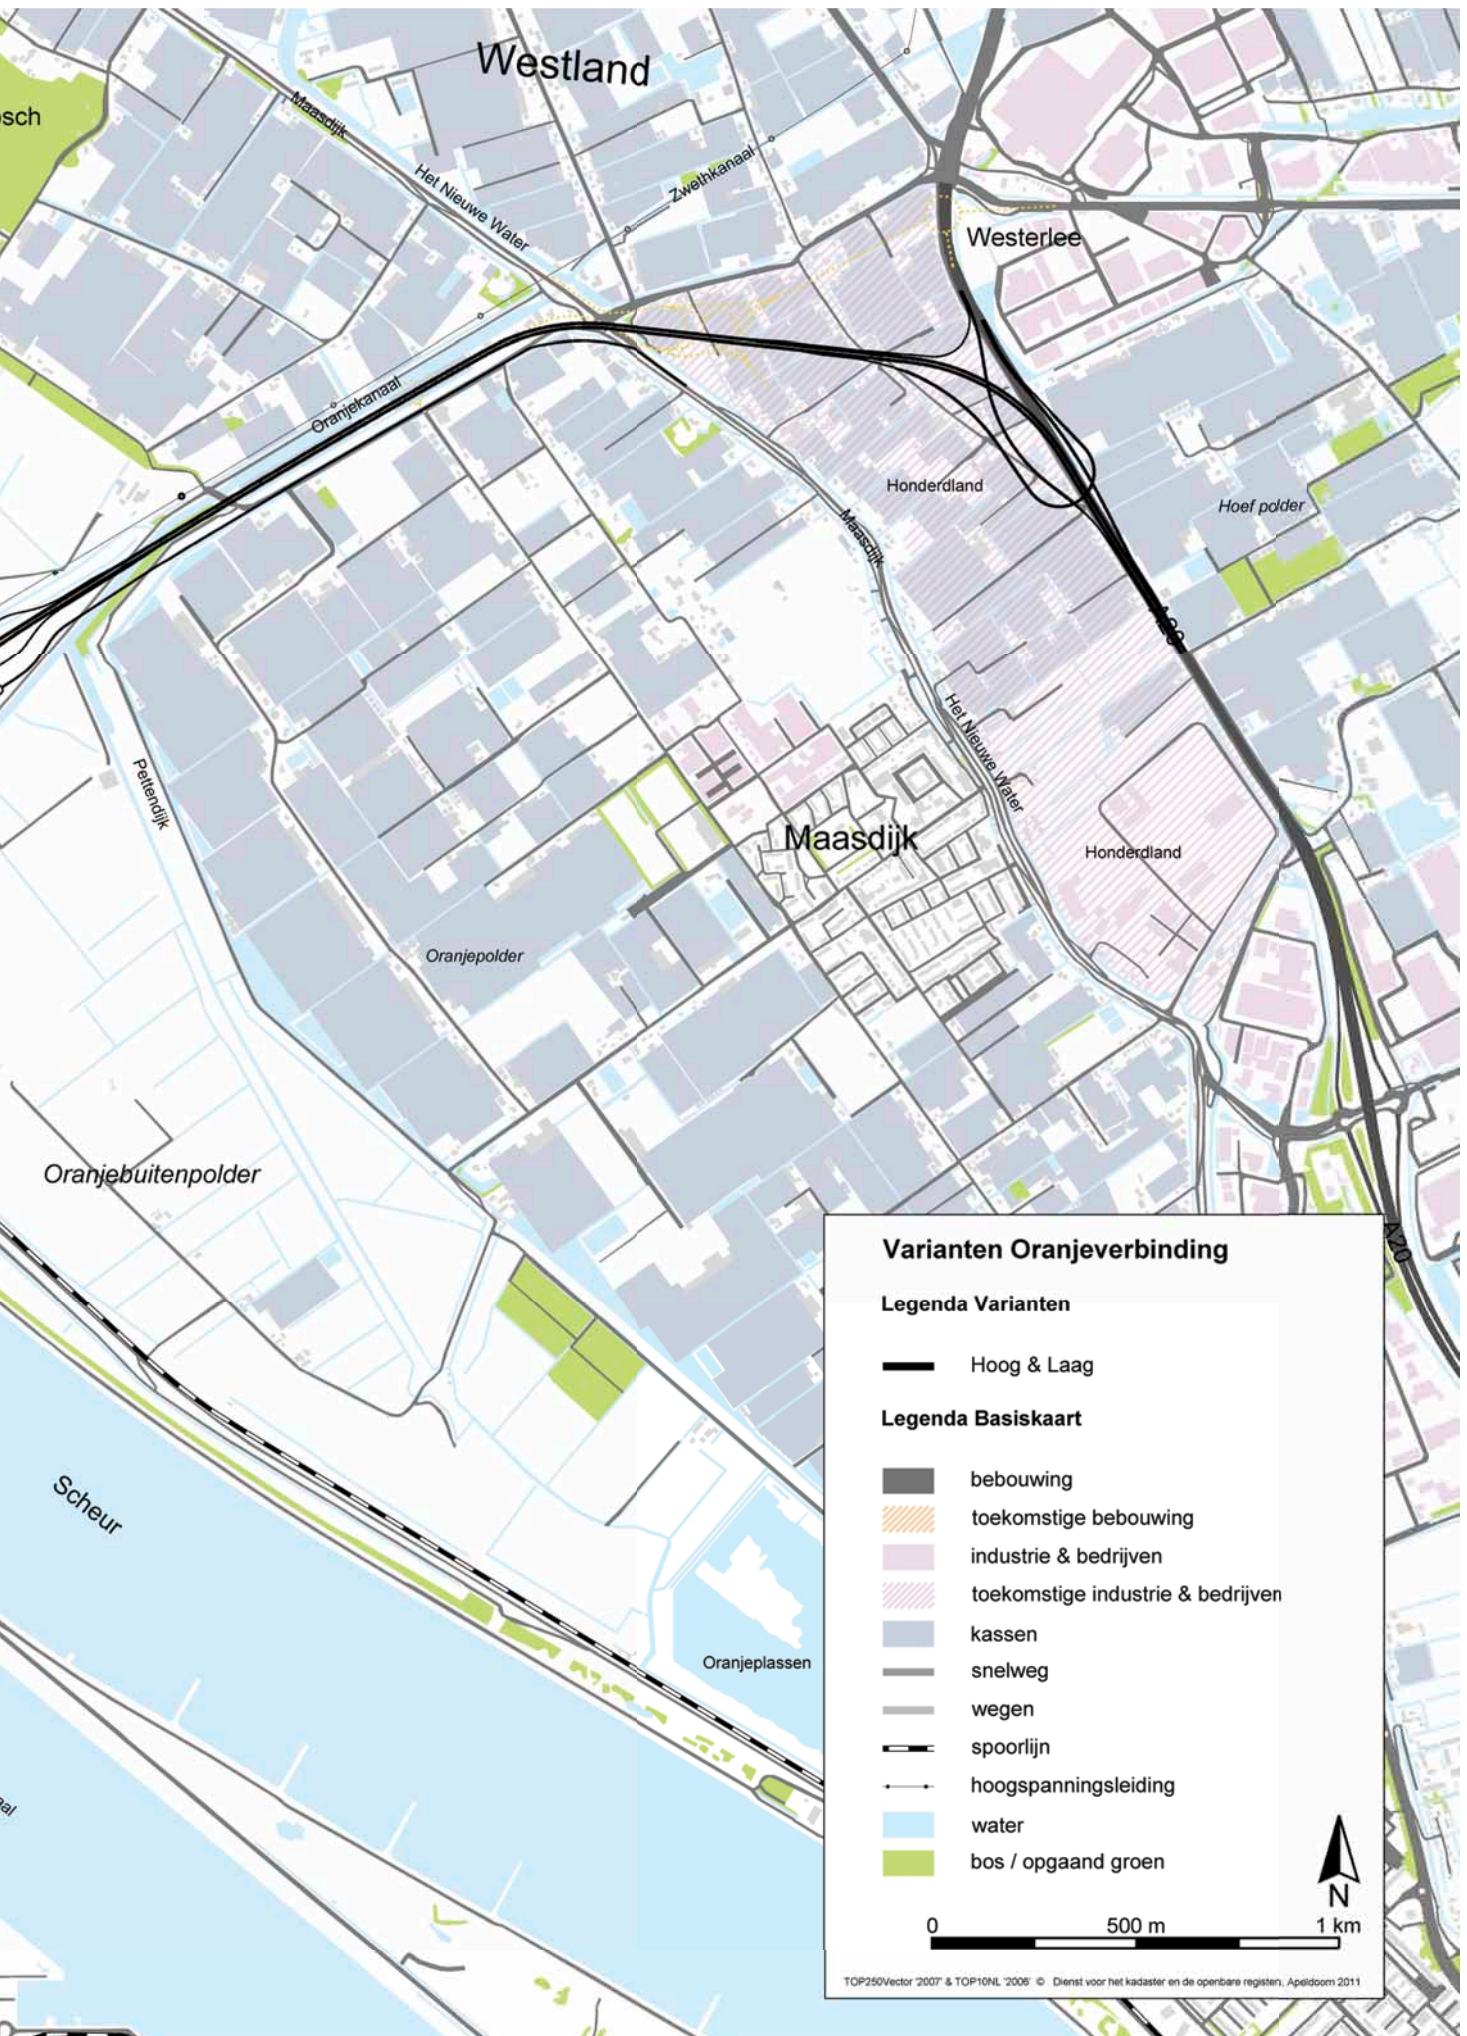 Westland
osch
Maasdijk
Het Nieuwe Water
Zwethkanaal
Westerlee
Oranjekanaal
Honderdland
Hoef polder
Maasdijk
A20
Het Nieuwe Water
Pettendijk
Maasdijk
Honderdland
Oranjepolder
Oranjebuitenpolder
A20
Scheur
Oranjeplassen
aal
Varianten Oranjeverbinding
Legenda Varianten
Hoog & Laag
Legenda Basiskaart
bebouwing
toekomstige bebouwing
industrie & bedrijven
toekomstige industrie & bedrijven
kassen
snelweg
wegen
spoorlijn
hoogspanningsleiding
water
bos / opgaand groen
N
0 500 m 1 km
TOP250Vector '2007' & TOP10NL '2006' © Dienst voor het kadaster en de openbare registers, Apeldoorn 2011